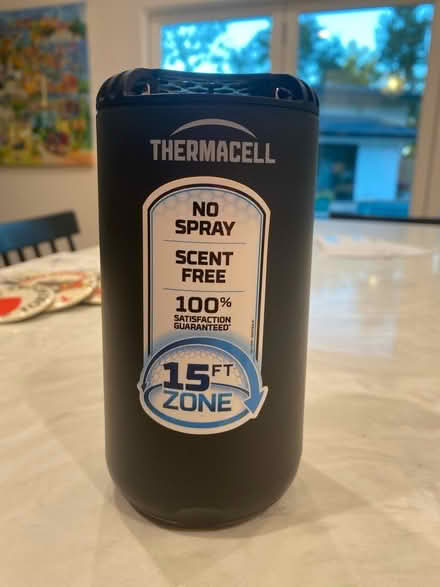 THERMACELL
NO
SPRAY
SCENT
FREE
100%
SATISFACTION
GUARANTEED*
15FT
ZONE